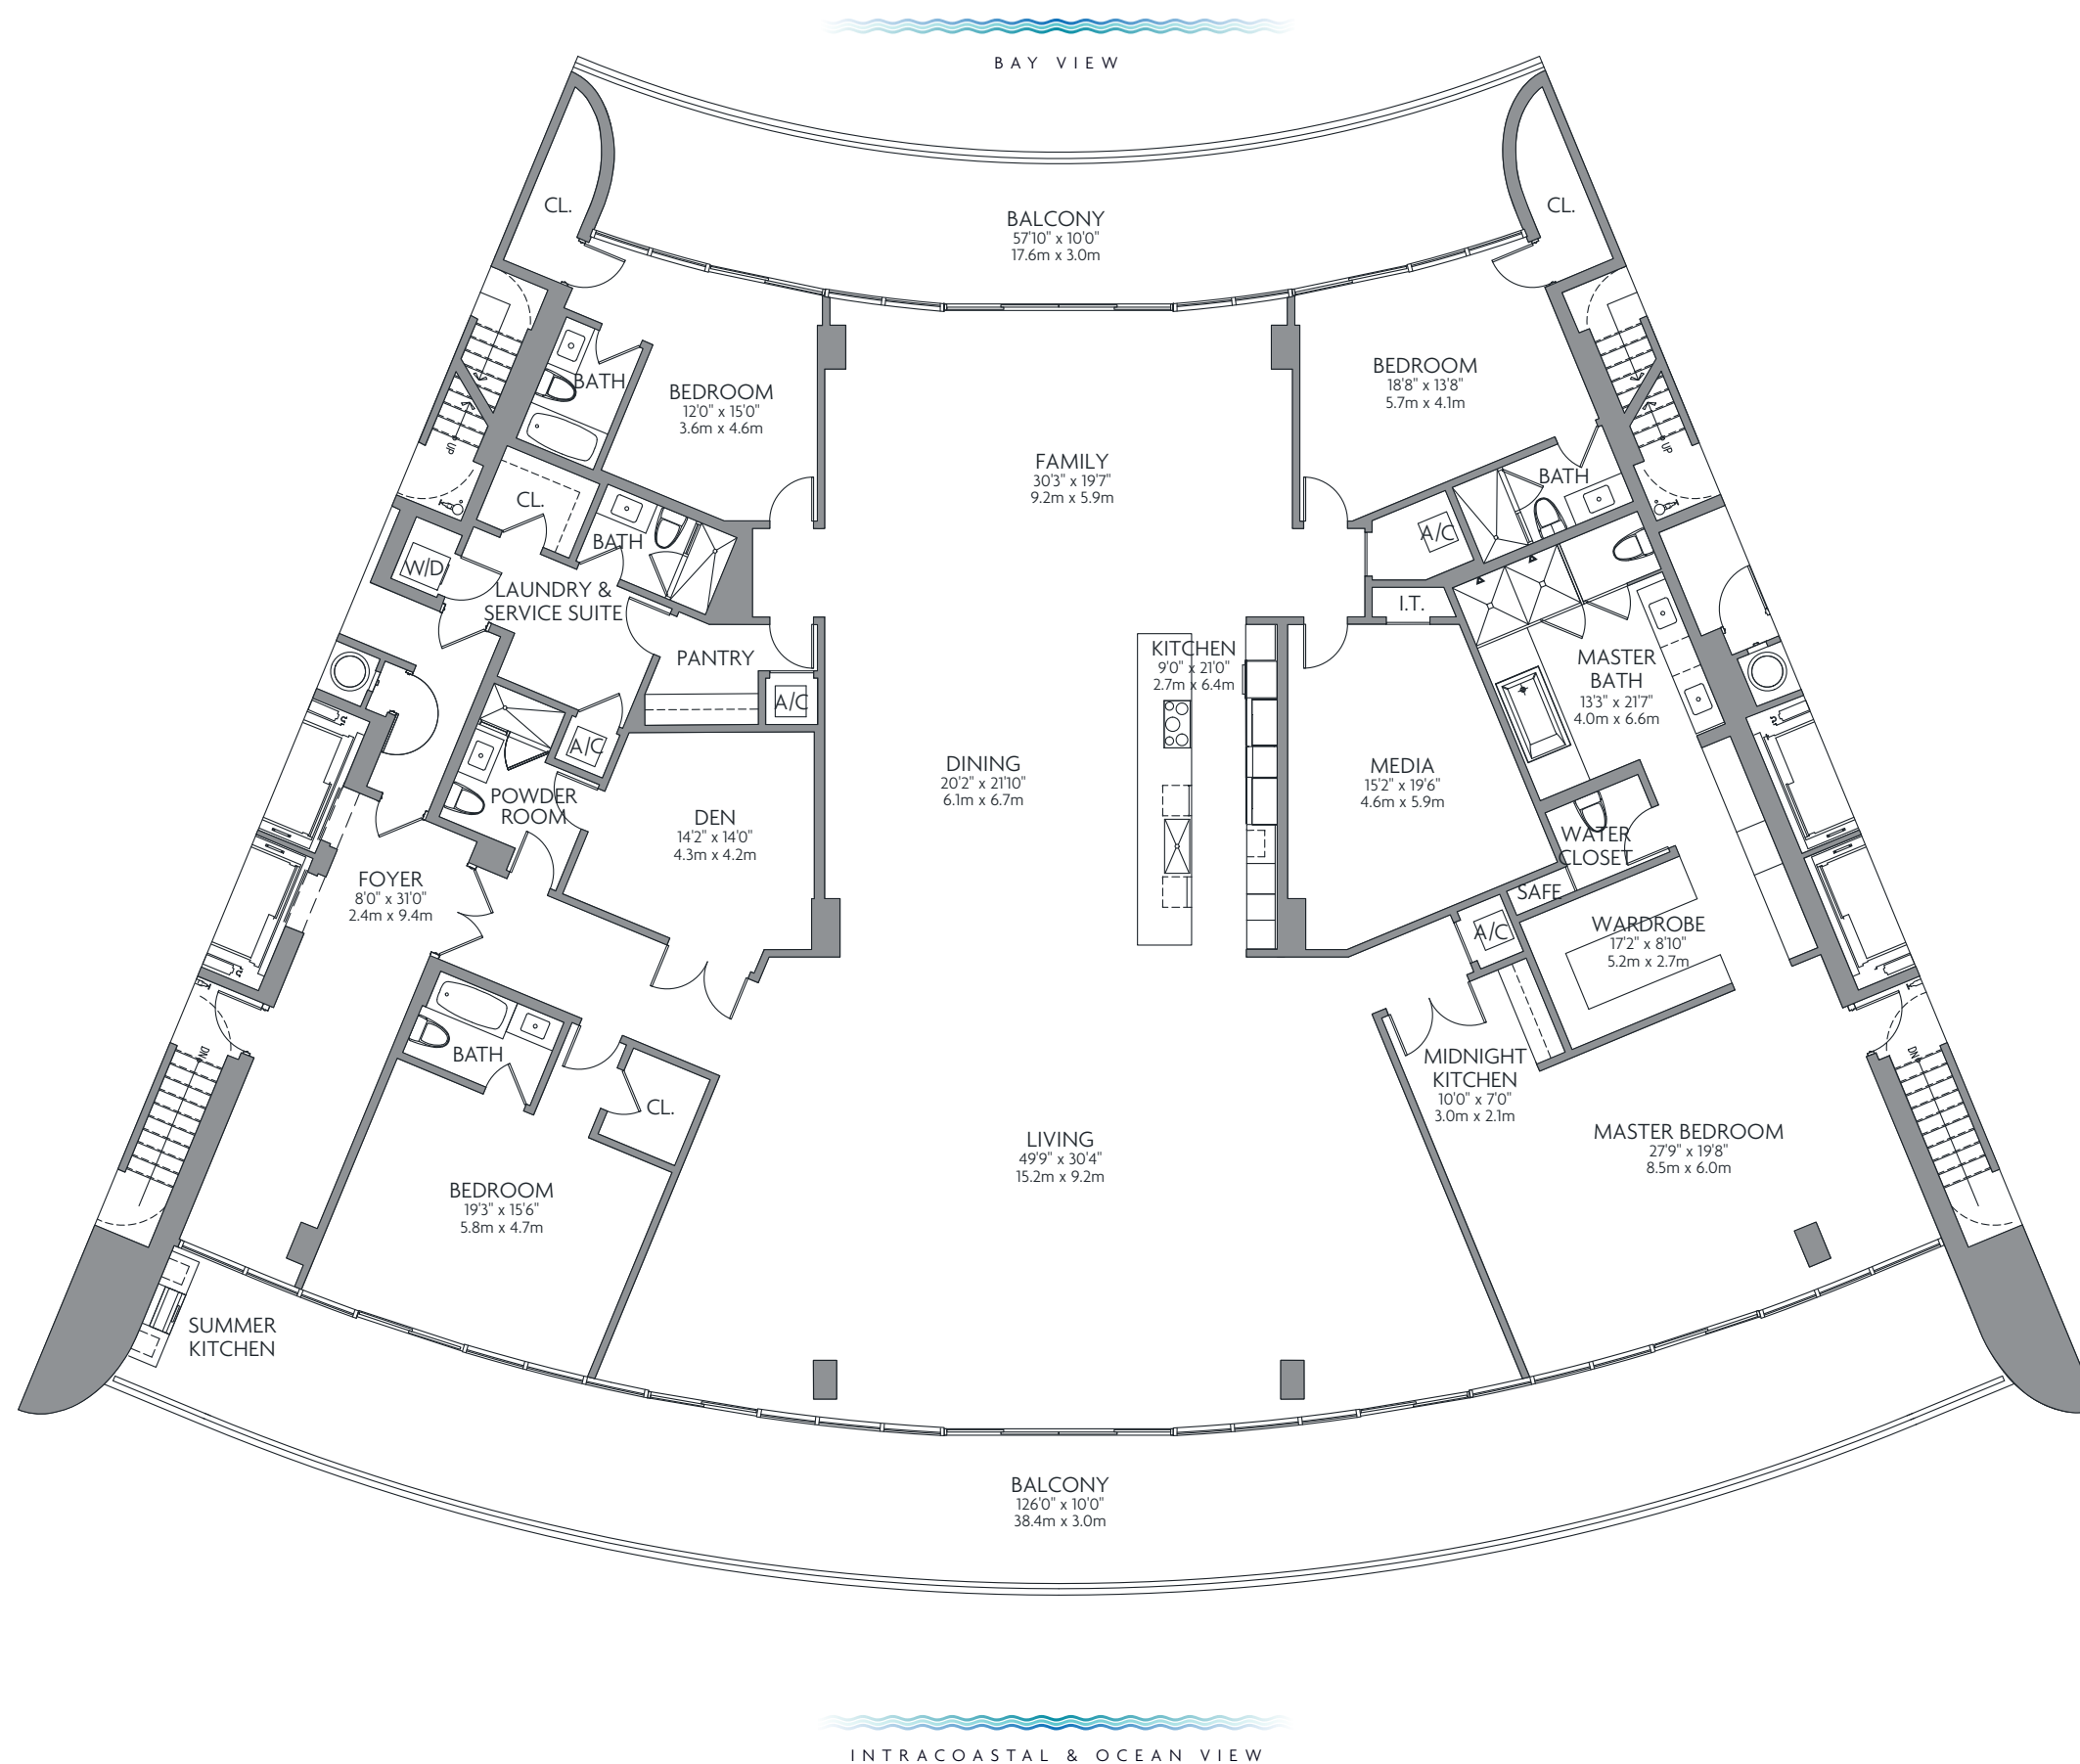 BAY VIEW
CL.
CL.
BALCONY
57'10" x 10'0"
17.6m x 3.0m
BATH
BEDROOM
12'0" x 15'0"
3.6m x 4.6m
BEDROOM
18'8" x 13'8"
5.7m x 4.1m
UP
UP
FAMILY
30'3" x 19'7"
9.2m x 5.9m
BATH
CL.
BATH
A/C
W/D
LAUNDRY &
SERVICE SUITE
I.T.
PANTRY
A/C
KITCHEN
9'0" x 21'0"
2.7m x 6.4m
MASTER
BATH
13'3" x 21'7"
4.0m x 6.6m
A/C
POWDER
ROOM
DEN
14'2" x 14'0"
4.3m x 4.2m
DINING
20'2" x 21'10"
6.1m x 6.7m
MEDIA
15'2" x 19'6"
4.6m x 5.9m
WATER
CLOSET
FOYER
8'0" x 31'0"
2.4m x 9.4m
SAFE
A/C
WARDROBE
17'2" x 8'10"
5.2m x 2.7m
DN
BATH
CL.
MIDNIGHT
KITCHEN
10'0" x 7'0"
3.0m x 2.1m
DN
LIVING
49'9" x 30'4"
15.2m x 9.2m
MASTER BEDROOM
27'9" x 19'8"
8.5m x 6.0m
BEDROOM
19'3" x 15'6"
5.8m x 4.7m
SUMMER
KITCHEN
BALCONY
126'0" x 10'0"
38.4m x 3.0m
INTRACOASTAL & OCEAN VIEW